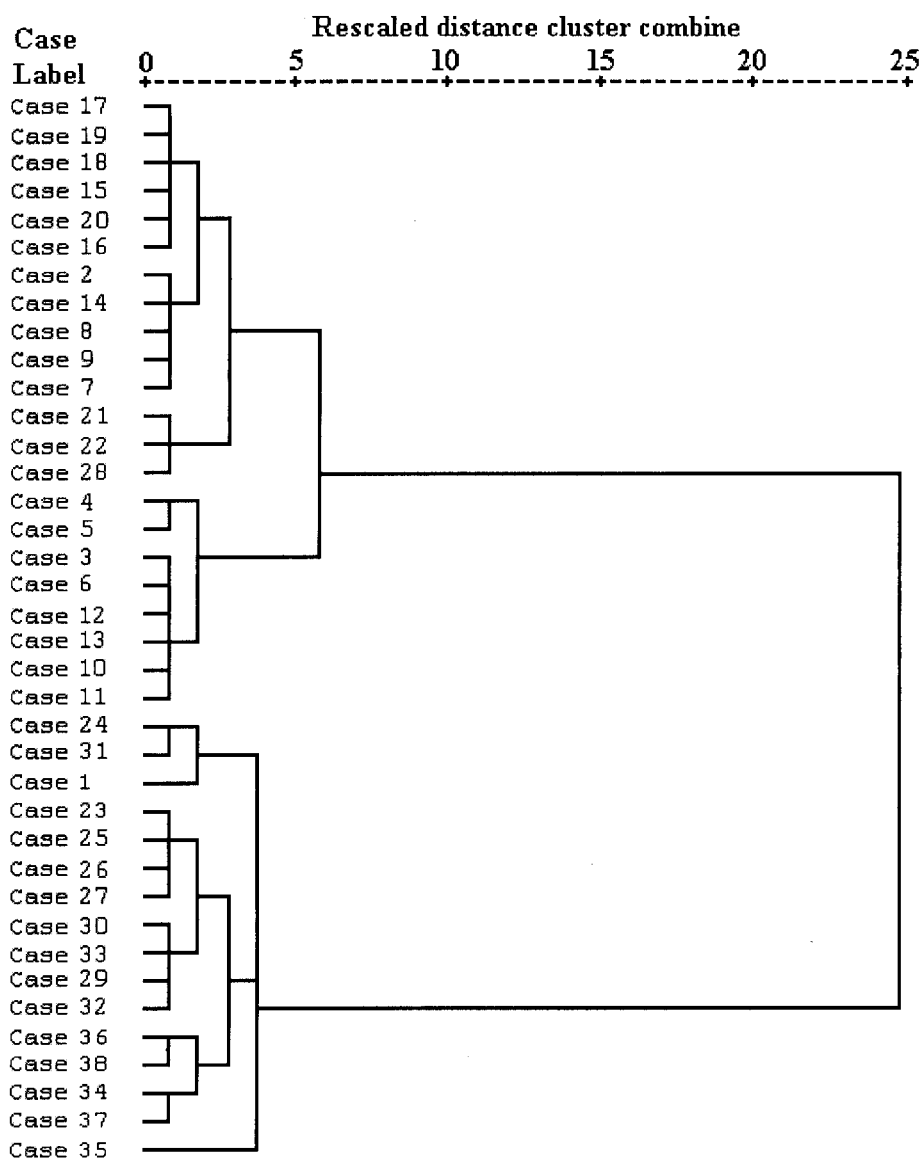 Rescaled distance cluster combine
Case
Label
0 5 10 15 20 25
Case 17
Case 19
Case 18
Case 15
Case 20
Case 16
Case 2
Case 14
Case 8
Case 9
Case 7
Case 21
Case 22
Case 28
Case 4
Case 5
Case 3
Case 6
Case 12
Case 13
Case 10
Case 11
Case 24
Case 31
Case 1
Case 23
Case 25
Case 26
Case 27
Case 30
Case 33
Case 29
Case 32
Case 36
Case 38
Case 34
Case 37
Case 35